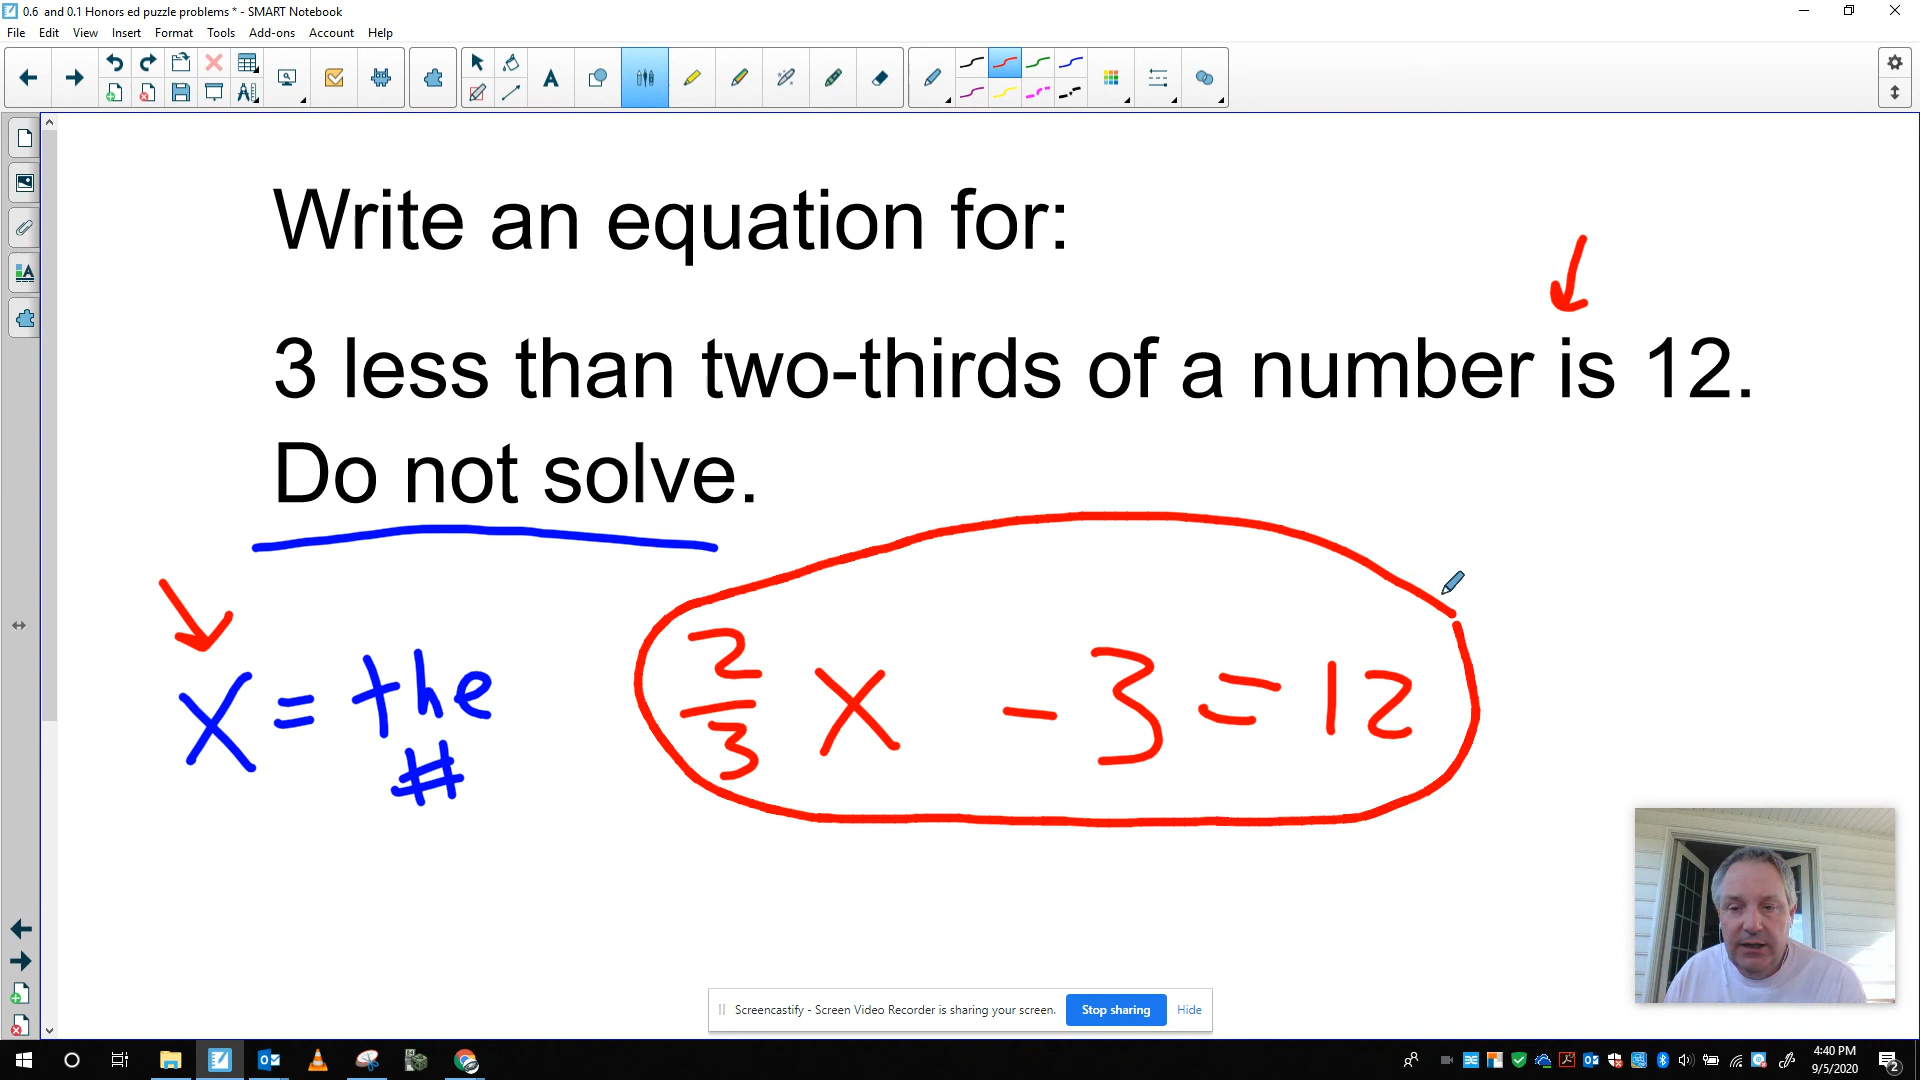 0.6 and 0.1 Honors ed puzzle problems * - SMART Notebook
File Edit View Insert Format Tools Add-ons Account Help
Write an equation for:
3 less than two-thirds of a number is 12.
Do not solve.
x = the
#
2/3 x - 3 = 12
Screencastify - Screen Video Recorder is sharing your screen. Stop sharing Hide
4:40 PM
9/5/2020
2